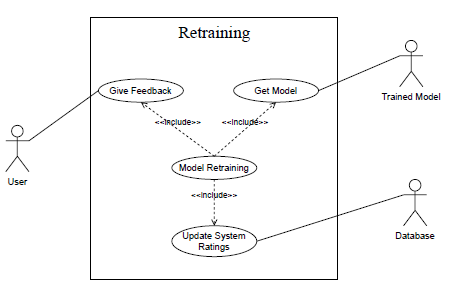 Retraining
Give Feedback
Get Model
Trained Model
<<Include>>
<<Include>>
User
Model Retraining
<<Include>>
Update System
Ratings
Database